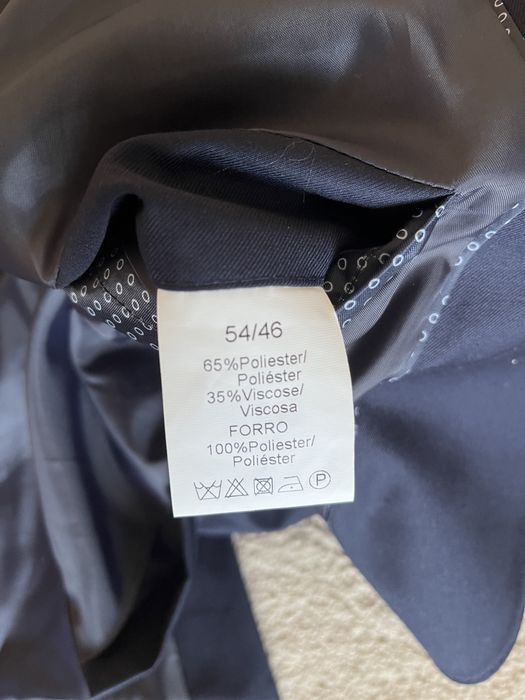 54/46
65%Poliester/
Poliéster
35%Viscose/
Viscosa
FORRO
100%Poliester/
Poliéster
P